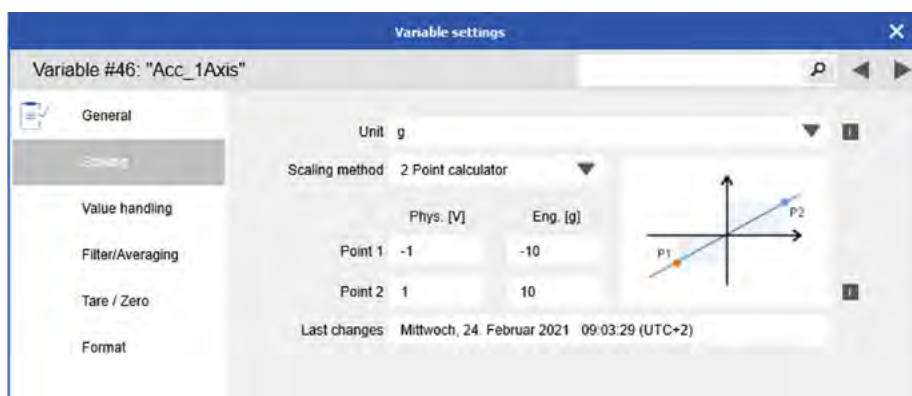 Variable settings
Variable #46: "Acc_1Axis"
General
Scaling
Value handling
Filter/Averaging
Tare / Zero
Format
Unit g
Scaling method 2 Point calculator
Phys. [V] Eng. [g]
Point 1 -1 -10
Point 2 1 10
Last changes Mittwoch, 24. Februar 2021 09:03:29 (UTC+2)
P1
P2